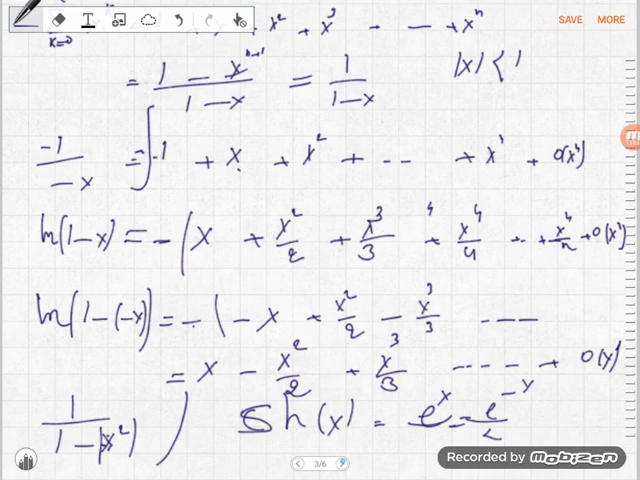 SAVE MORE
k=0 + x² + x³ - — + xⁿ
= 1 - xⁿ⁺¹ / 1 - x = 1 / 1 - x |x| < 1
-1 / - x = -1 + x + x² + - - + xⁿ + o(xⁿ)
ln(1-x) = - (x + x²/2 + x³/3 + x⁴/4 - - + xⁿ/n + o(xⁿ)
ln(1-(-x)) = - (-x + x²/2 - x³/3 - - -
= x - x²/2 + x³/3 - - - - + o(x)
1 / 1-(x²) ) Sh(x) = eˣ - e⁻ˣ / 2
3/6
Recorded by Mobizen